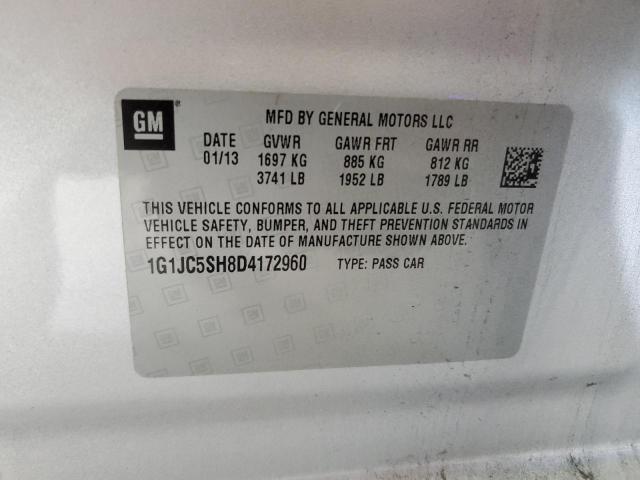 GM
MFD BY GENERAL MOTORS LLC
DATE GVWR GAWR FRT GAWR RR
01/13 1697 KG 885 KG 812 KG
3741 LB 1952 LB 1789 LB
THIS VEHICLE CONFORMS TO ALL APPLICABLE U.S. FEDERAL MOTOR
VEHICLE SAFETY, BUMPER, AND THEFT PREVENTION STANDARDS IN
EFFECT ON THE DATE OF MANUFACTURE SHOWN ABOVE.
1G1JC5SH8D4172960 TYPE: PASS CAR